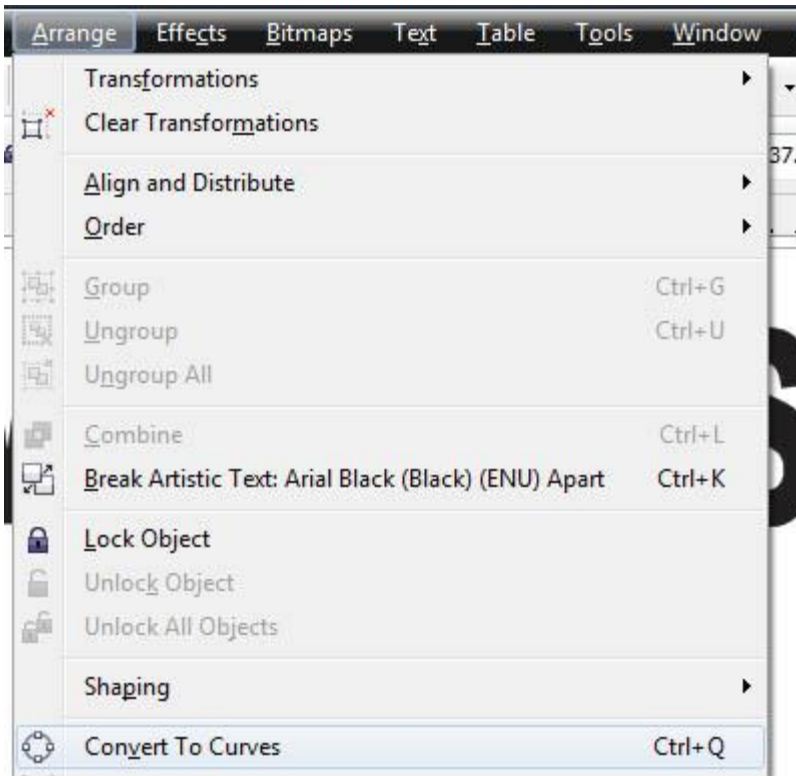 Arrange Effects Bitmaps Text Table Tools Window
Transformations
Clear Transformations
37.
Align and Distribute
Order
Group Ctrl+G
Ungroup Ctrl+U
Ungroup All
Combine Ctrl+L
Break Artistic Text: Arial Black (Black) (ENU) Apart Ctrl+K
Lock Object
Unlock Object
Unlock All Objects
Shaping
Convert To Curves Ctrl+Q